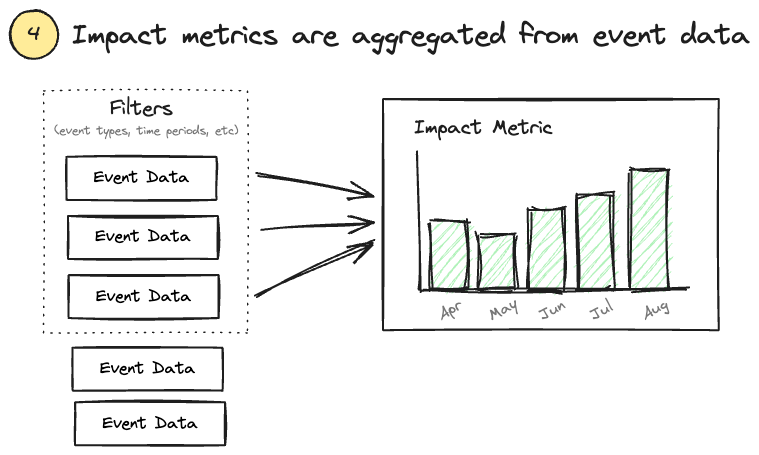 4
Impact metrics are aggregated from event data
Filters
(event types, time periods, etc)
Event Data
Event Data
Event Data
Event Data
Event Data
Impact Metric
Apr May Jun Jul Aug